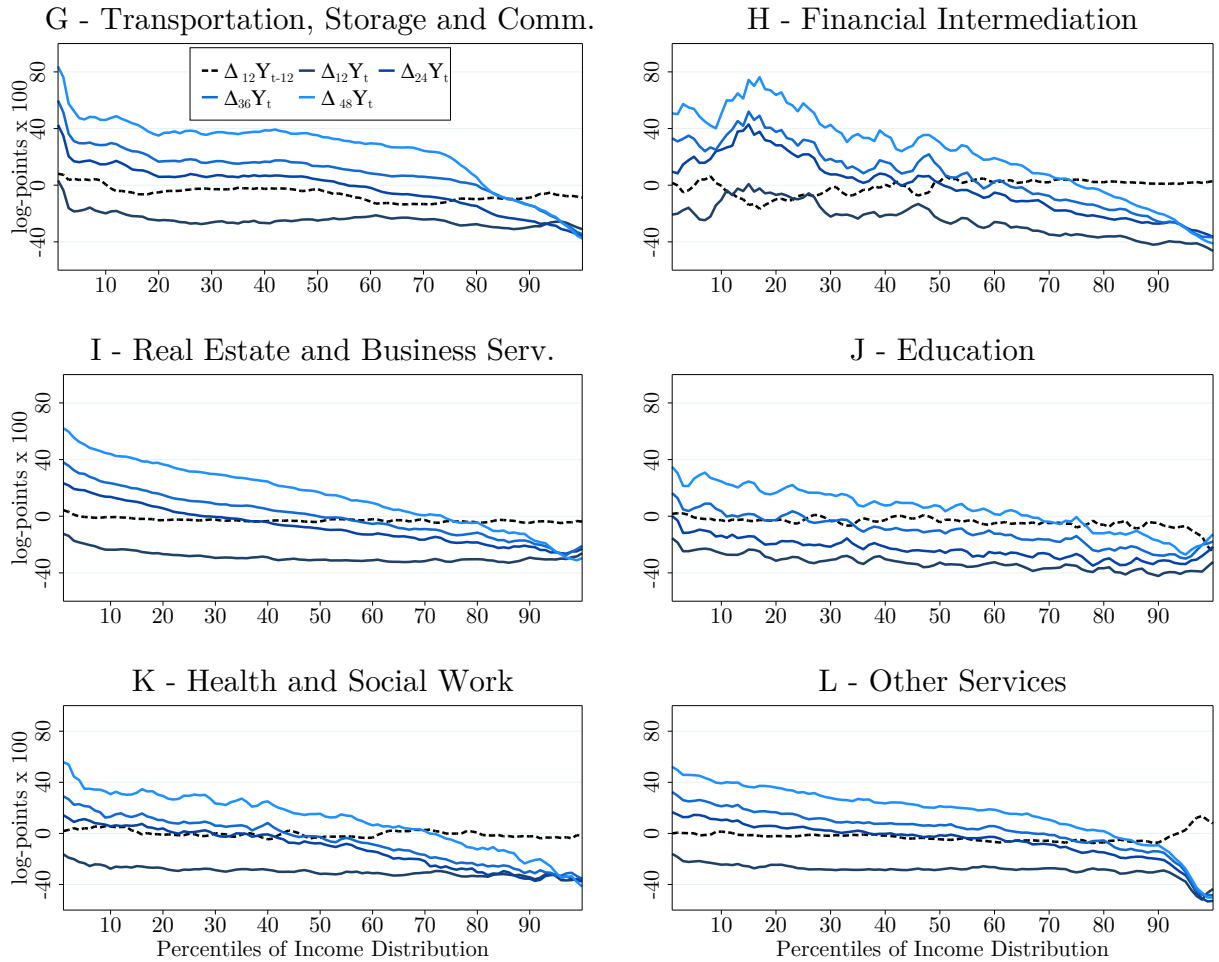 G - Transportation, Storage and Comm.
H - Financial Intermediation
log-points x 100
80
40
0
-40
Δ12Yt-12
Δ12Yt
Δ24Yt
Δ36Yt
Δ48Yt
10 20 30 40 50 60 70 80 90
80
40
0
-40
10 20 30 40 50 60 70 80 90
I - Real Estate and Business Serv.
J - Education
log-points x 100
80
40
0
-40
10 20 30 40 50 60 70 80 90
80
40
0
-40
10 20 30 40 50 60 70 80 90
K - Health and Social Work
L - Other Services
log-points x 100
80
40
0
-40
10 20 30 40 50 60 70 80 90
Percentiles of Income Distribution
80
40
0
-40
10 20 30 40 50 60 70 80 90
Percentiles of Income Distribution